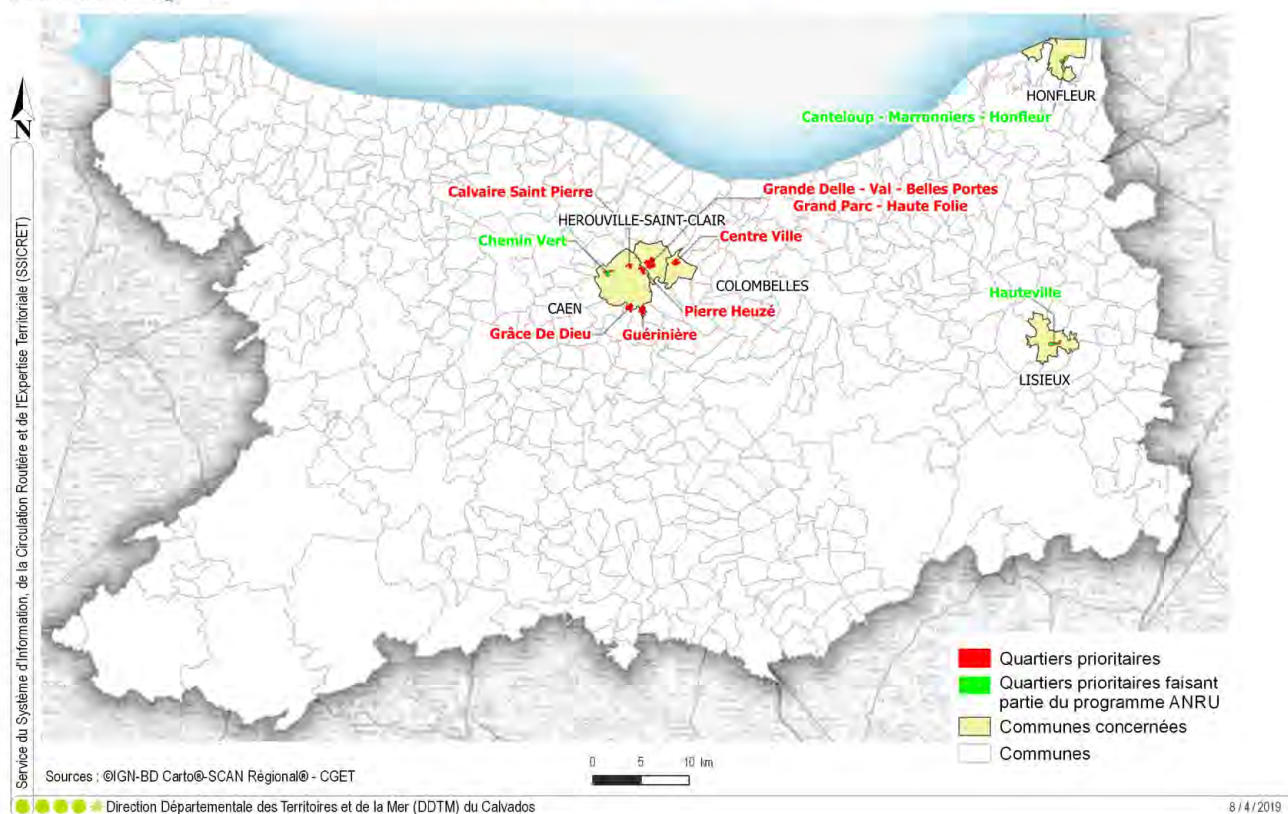 HONFLEUR
Canteloup - Marronniers - Honfleur
Calvaire Saint Pierre
Grande Delle - Val - Belles Portes
Grand Parc - Haute Folie
HEROUVILLE-SAINT-CLAIR
Chemin Vert
Centre Ville
COLOMBELLES
Hauteville
CAEN
Pierre Heuzé
Grâce De Dieu
Guérinière
LISIEUX
N
Service du Système d'Information, de la Circulation Routière et de l'Expertise Territoriale (SSICRET)
Quartiers prioritaires
Quartiers prioritaires faisant
partie du programme ANRU
Communes concernées
Communes
0 5 10 km
Sources : ©IGN-BD Carto®-SCAN Régional® - CGET
Direction Départementale des Territoires et de la Mer (DDTM) du Calvados
8/4/2019